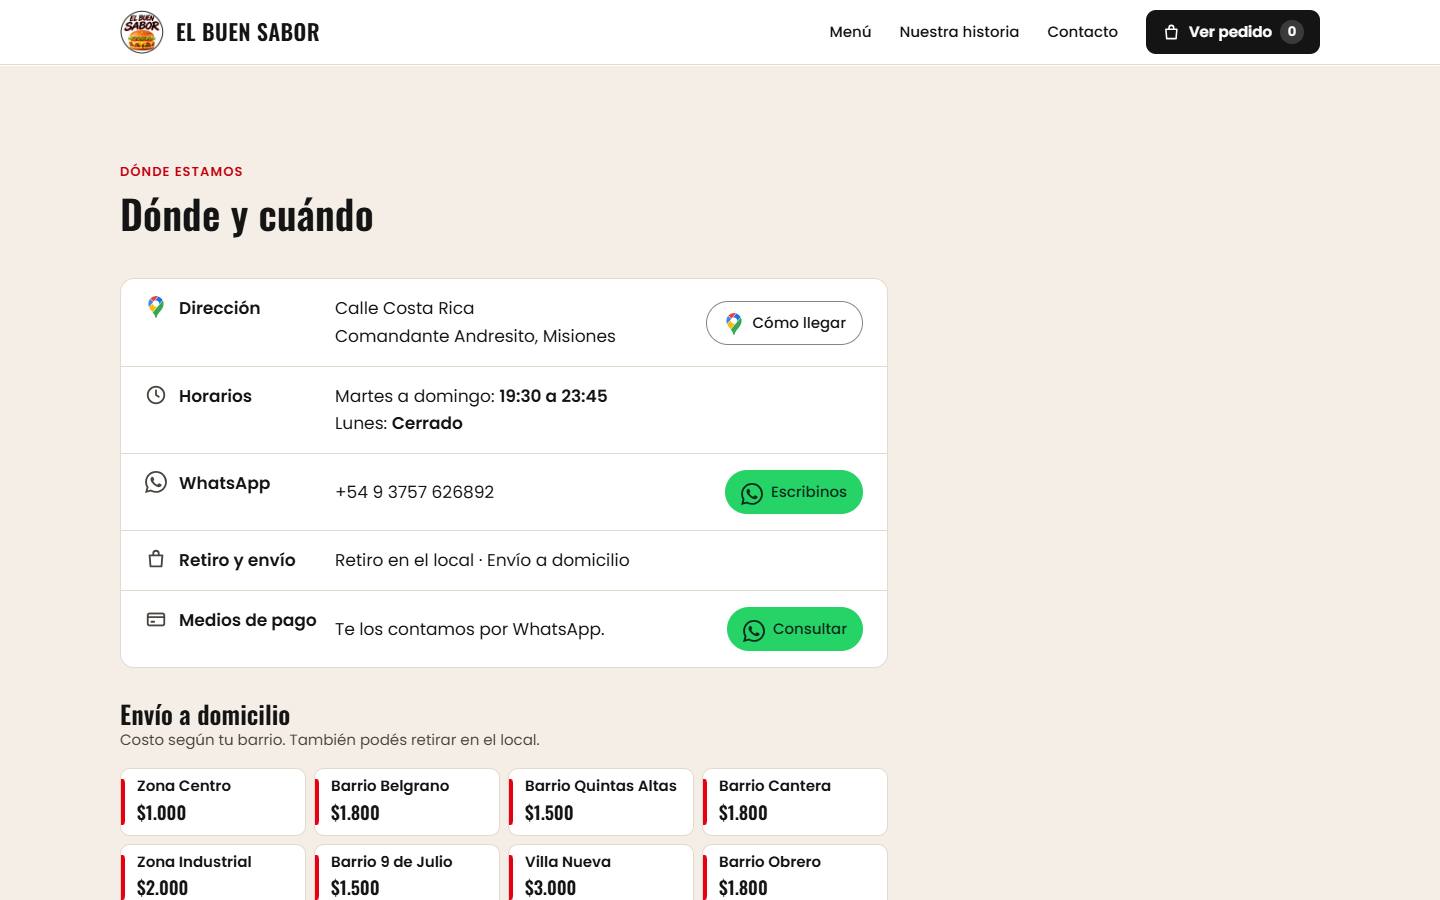 EL BUEN SABOR
EL BUEN SABOR
Menú
Nuestra historia
Contacto
Ver pedido 0
DÓNDE ESTAMOS
Dónde y cuándo
Dirección
Calle Costa Rica
Comandante Andresito, Misiones
Cómo llegar
Horarios
Martes a domingo: 19:30 a 23:45
Lunes: Cerrado
WhatsApp
+54 9 3757 626892
Escribinos
Retiro y envío
Retiro en el local · Envío a domicilio
Medios de pago
Te los contamos por WhatsApp.
Consultar
Envío a domicilio
Costo según tu barrio. También podés retirar en el local.
Zona Centro
$1.000
Barrio Belgrano
$1.800
Barrio Quintas Altas
$1.500
Barrio Cantera
$1.800
Zona Industrial
$2.000
Barrio 9 de Julio
$1.500
Villa Nueva
$3.000
Barrio Obrero
$1.800